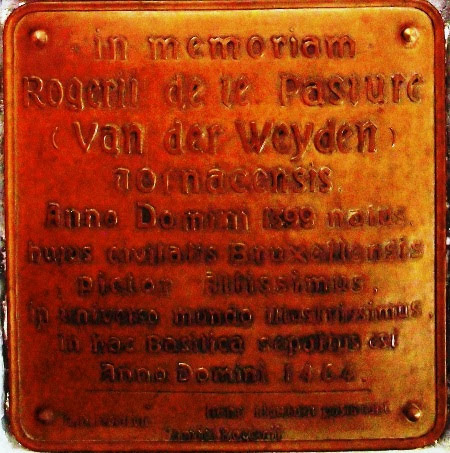 in memoriam
Rogerii de le Pasture
(Van der Weyden)
Tornacensis.
Anno Domini 1399 natus.
hujus civitatis Bruxellensis
pictor altissimus.
in universo mundo illustrissimus.
in hac Basilica sepultus est
Anno Domini 1464.